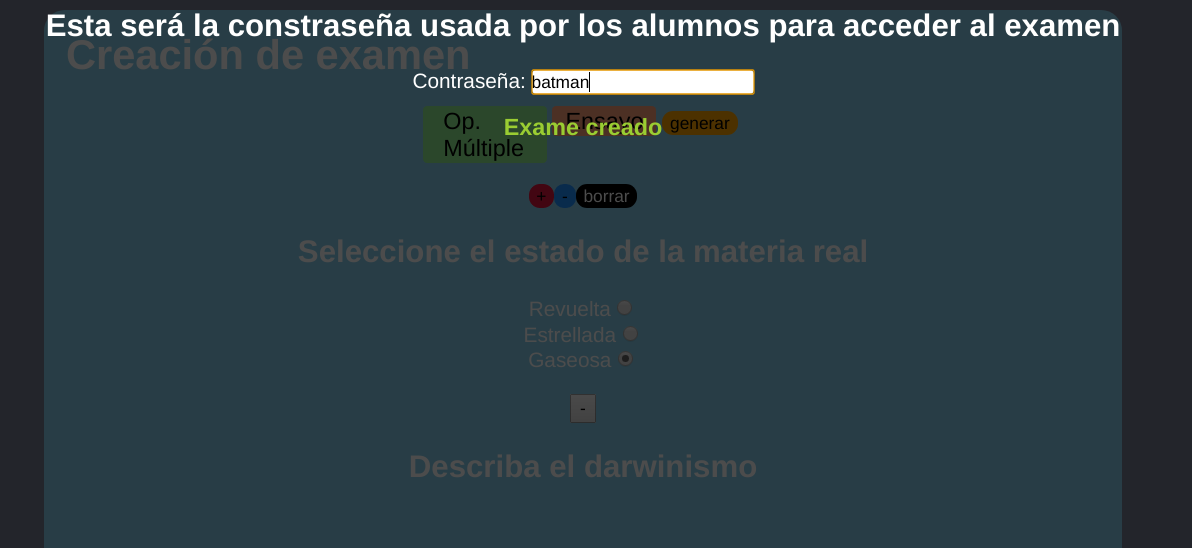 Esta será la constraseña usada por los alumnos para acceder al examen
Creación de examen
Contraseña: batman
Op. Múltiple
Ensayo
generar
Exame creado
+ - borrar
Seleccione el estado de la materia real
Revuelta
Estrellada
Gaseosa
-
Describa el darwinismo